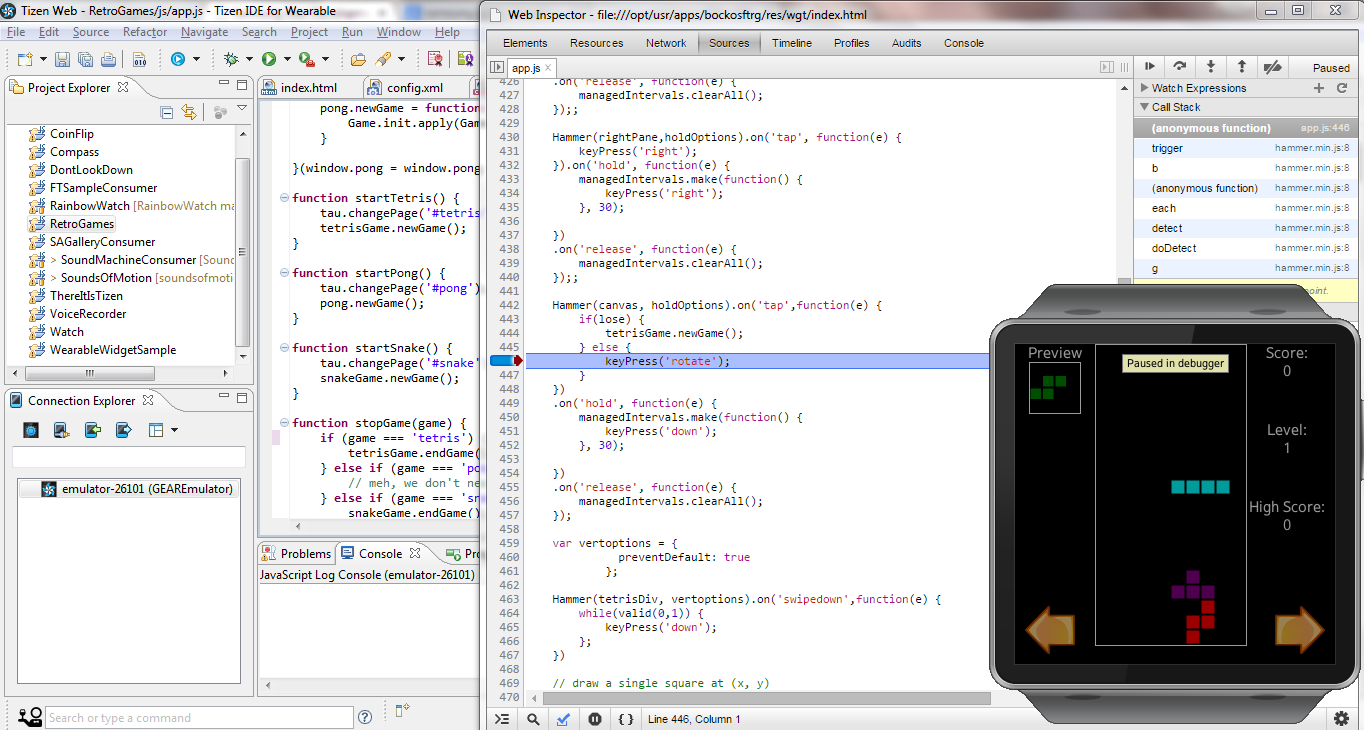 Tizen Web - RetroGames/js/app.js - Tizen IDE for Wearable
File Edit Source Refactor Navigate Search Project Run Window Help
Project Explorer
CoinFlip
Compass
DontLookDown
FTSampleConsumer
RainbowWatch [RainbowWatch ma
RetroGames
SAGalleryConsumer
> SoundMachineConsumer [Soun
> SoundsOfMotion [soundsofmoti
ThereItIsTizen
VoiceRecorder
Watch
WearableWidgetSample
Connection Explorer
emulator-26101 (GEAREmulator)
Search or type a command
index.html
config.xml
pong.newGame = function
Game.init.apply(Gam
}
}(window.pong = window.pong
function startTetris() {
tau.changePage('#tetris
tetrisGame.newGame();
}
function startPong() {
tau.changePage('#pong')
pong.newGame();
}
function startSnake() {
tau.changePage('#snake'
snakeGame.newGame();
}
function stopGame(game) {
if (game === 'tetris')
tetrisGame.endGame(
} else if (game === 'po
// meh, we don't ne
} else if (game === 'sn
snakeGame.endGame()
Problems
Console
Pro
JavaScript Log Console (emulator-26101)
Web Inspector - file:///opt/usr/apps/bockosftrg/res/wgt/index.html
Elements Resources Network Sources Timeline Profiles Audits Console
app.js
426 .on('release', function(e) {
427 managedIntervals.clearAll();
428 });;
429
430 Hammer(rightPane,holdOptions).on('tap', function(e) {
431 keyPress('right');
432 }).on('hold', function(e) {
433 managedIntervals.make(function() {
434 keyPress('right');
435 }, 30);
436
437 })
438 .on('release', function(e) {
439 managedIntervals.clearAll();
440 });;
441
442 Hammer(canvas, holdOptions).on('tap',function(e) {
443 if(lose) {
444 tetrisGame.newGame();
445 } else {
keyPress('rotate');
447 }
448 })
449 .on('hold', function(e) {
450 managedIntervals.make(function() {
451 keyPress('down');
452 }, 30);
453
454 })
455 .on('release', function(e) {
456 managedIntervals.clearAll();
457 });
458
459 var vertoptions = {
460 preventDefault: true
461 };
462
463 Hammer(tetrisDiv, vertoptions).on('swipedown',function(e) {
464 while(valid(0,1)) {
465 keyPress('down');
466 };
467 })
468
469 // draw a single square at (x, y)
470
Line 446, Column 1
Paused
Watch Expressions
Call Stack
(anonymous function) app.js:446
trigger hammer.min.js:8
b hammer.min.js:8
(anonymous function) hammer.min.js:8
each hammer.min.js:8
detect hammer.min.js:8
doDetect hammer.min.js:8
g hammer.min.js:8
point.
Preview
Paused in debugger
Score:
0
Level:
1
High Score:
0